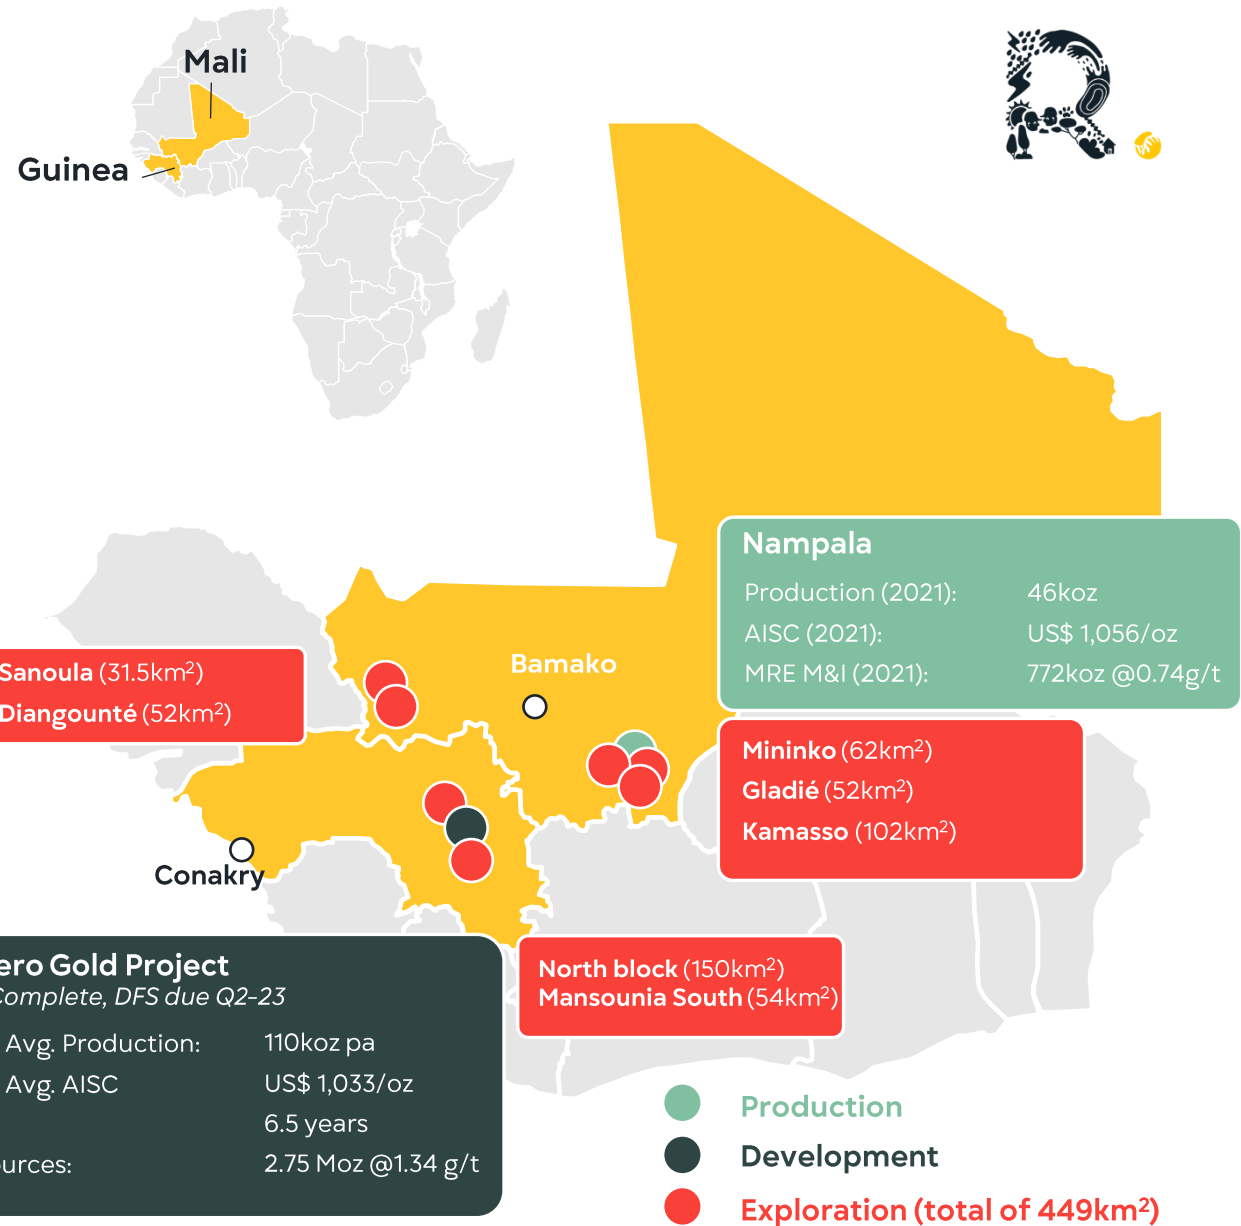 Mali
Guinea
Nampala
Production (2021): 46koz
AISC (2021): US$ 1,056/oz
MRE M&I (2021): 772koz @0.74g/t
Bamako
Sanoula (31.5km²)
Diangounté (52km²)
Mininko (62km²)
Gladié (52km²)
Kamasso (102km²)
Conakry
ero Gold Project
Complete, DFS due Q2-23
Avg. Production: 110koz pa
Avg. AISC US$ 1,033/oz
6.5 years
urces: 2.75 Moz @1.34 g/t
North block (150km²)
Mansounia South (54km²)
Production
Development
Exploration (total of 449km²)